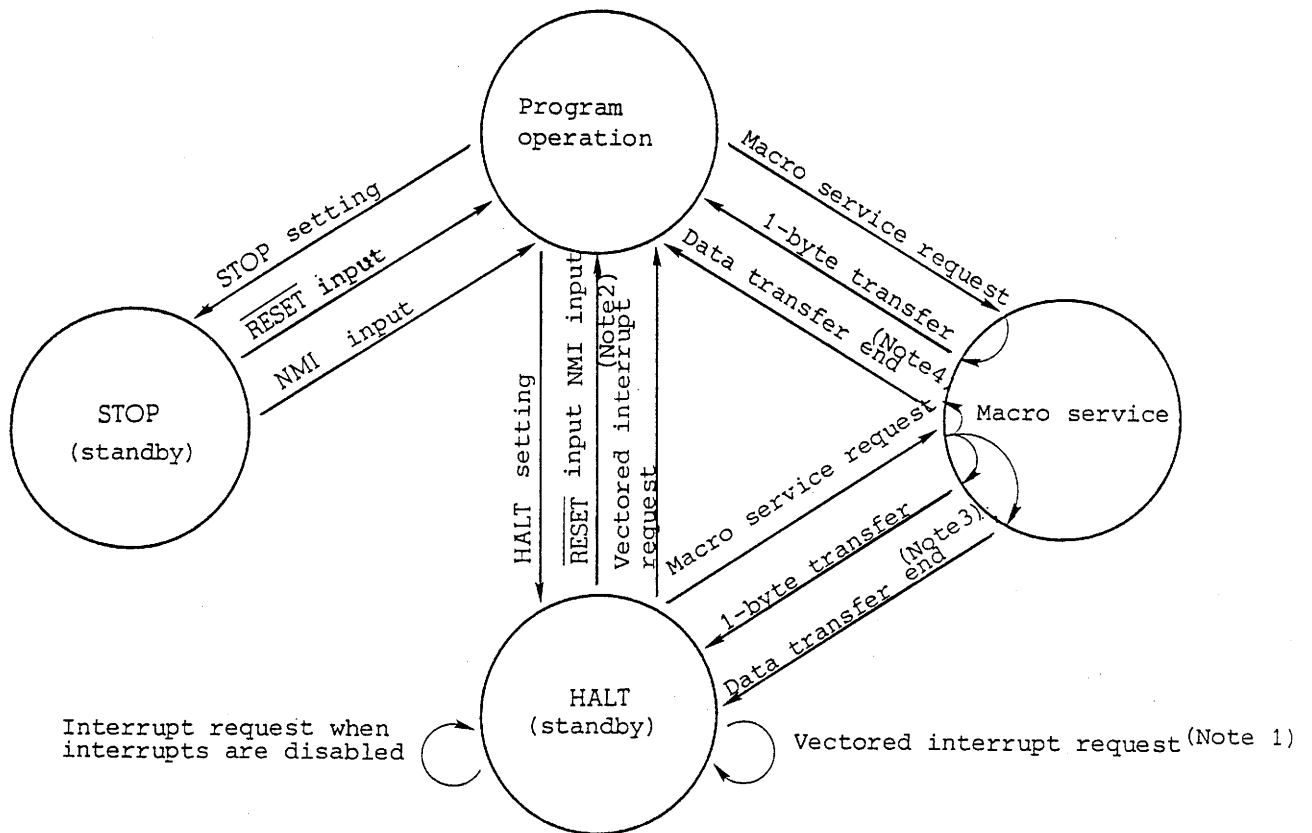 Program
operation
Macro service request
1-byte transfer
Data transfer
end
(Note4)
STOP setting
RESET input
NMI input
STOP
(standby)
HALT setting
RESET input NMI input
Vectored interrupt
request
(Note2)
Macro service
Macro service request
1-byte transfer
Data transfer end
(Note3)
HALT
(standby)
Interrupt request when
interrupts are disabled
Vectored interrupt request (Note 1)